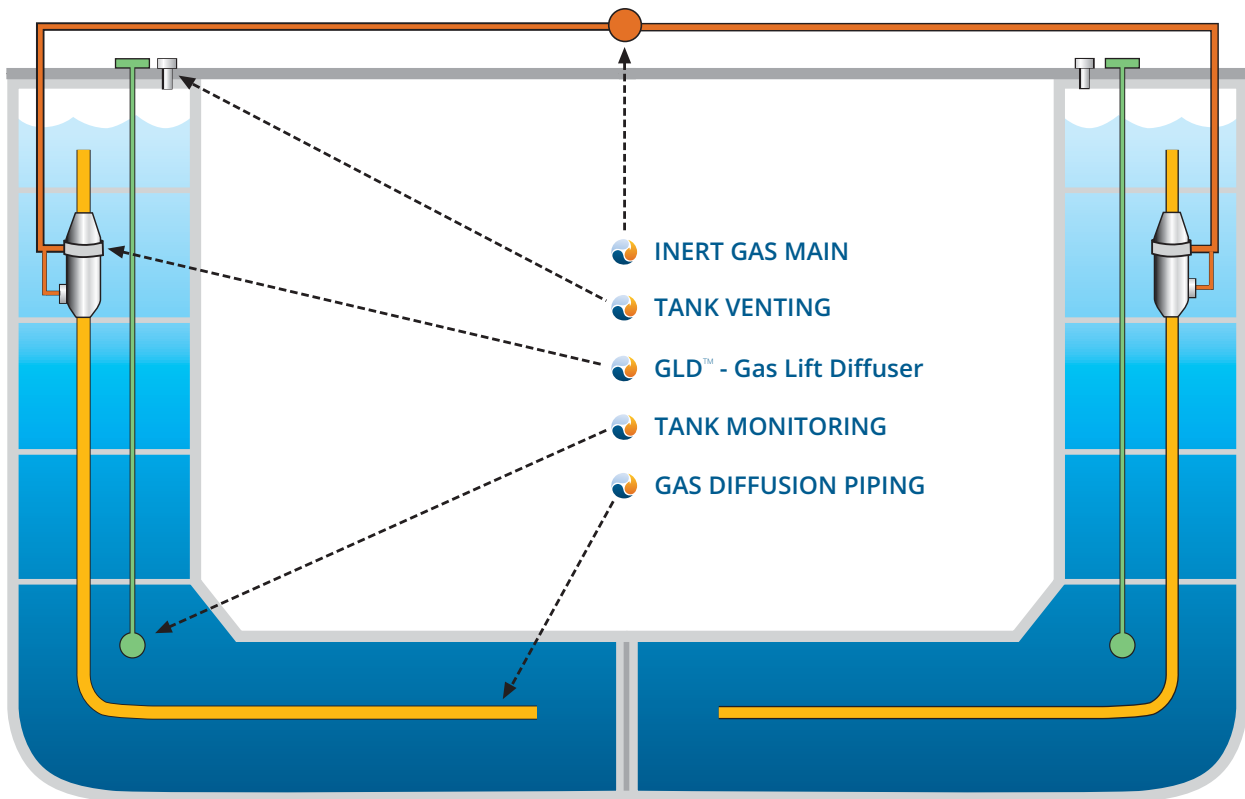 INERT GAS MAIN
TANK VENTING
GLD™ - Gas Lift Diffuser
TANK MONITORING
GAS DIFFUSION PIPING